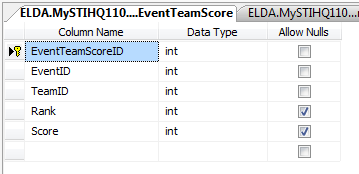 ELDA.MySTIHQ110....EventTeamScore ELDA.MySTIHQ110....
Column Name Data Type Allow Nulls
EventTeamScoreID int
EventID int
TeamID int
Rank int
Score int